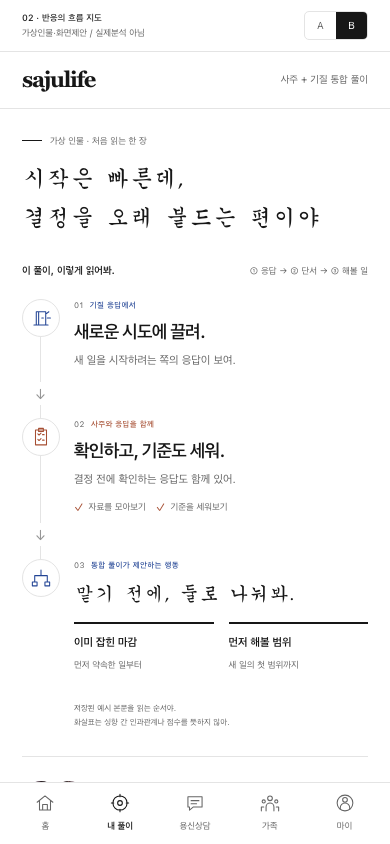 02 · 반응의 흐름 지도
가상인물·화면제안 / 실제분석 아님
A B
sajulife
사주 + 기질 통합 풀이
가상 인물 · 처음 읽는 한 장
시작은 빠른데,
결정을 오래 붙드는 편이야
이 풀이, 이렇게 읽어봐.
① 응답 → ② 단서 → ③ 해볼 일
01 기질 응답에서
새로운 시도에 끌려.
새 일을 시작하려는 쪽의 응답이 보여.
02 사주와 응답을 함께
확인하고, 기준도 세워.
결정 전에 확인하는 응답도 함께 있어.
자료를 모아보기 기준을 세워보기
03 통합 풀이가 제안하는 행동
맡기 전에, 둘로 나눠봐.
이미 잡힌 마감
먼저 약속한 일부터
먼저 해볼 범위
새 일의 첫 범위까지
저장된 예시 본문을 읽는 순서야.
화살표는 성향 간 인과관계나 점수를 뜻하지 않아.
홈 내 풀이 용신상담 가족 마이